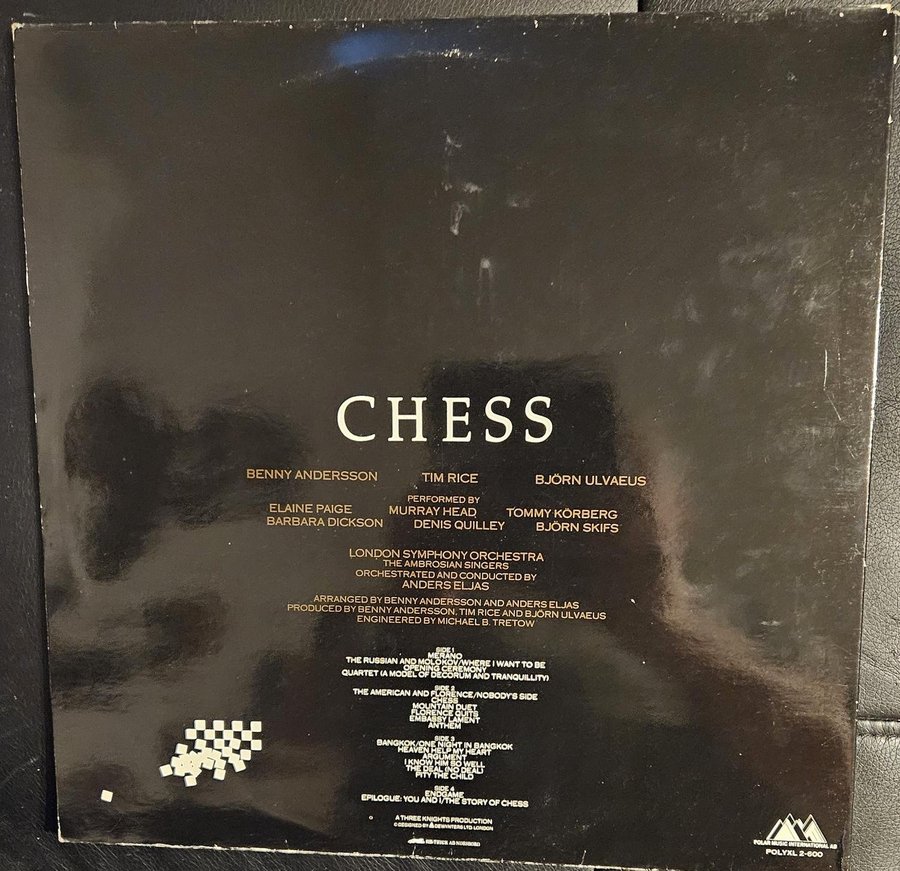 CHESS
BENNY ANDERSSON TIM RICE BJÖRN ULVAEUS
PERFORMED BY
ELAINE PAIGE MURRAY HEAD TOMMY KÖRBERG
BARBARA DICKSON DENIS QUILLEY BJÖRN SKIFS
LONDON SYMPHONY ORCHESTRA
THE AMBROSIAN SINGERS
ORCHESTRATED AND CONDUCTED BY
ANDERS ELJAS
ARRANGED BY BENNY ANDERSSON AND ANDERS ELJAS
PRODUCED BY BENNY ANDERSSON, TIM RICE AND BJÖRN ULVAEUS
ENGINEERED BY MICHAEL B. TRETOW
SIDE 1
MERANO
THE RUSSIAN AND MOLOKOV/WHERE I WANT TO BE
OPENING CEREMONY
QUARTET (A MODEL OF DECORUM AND TRANQUILLITY)
SIDE 2
THE AMERICAN AND FLORENCE/NOBODY'S SIDE
CHESS
MOUNTAIN DUET
FLORENCE QUITS
EMBASSY LAMENT
ANTHEM
SIDE 3
BANGKOK/ONE NIGHT IN BANGKOK
HEAVEN HELP MY HEART
ARGUMENT
I KNOW HIM SO WELL
THE DEAL (NO DEAL)
PITY THE CHILD
SIDE 4
ENDGAME
EPILOGUE: YOU AND I/THE STORY OF CHESS
A THREE KNIGHTS PRODUCTION
© DESIGNED BY DEWYNTERS LTD. LONDON
POLAR MUSIC INTERNATIONAL AB
POLYXL 2-600